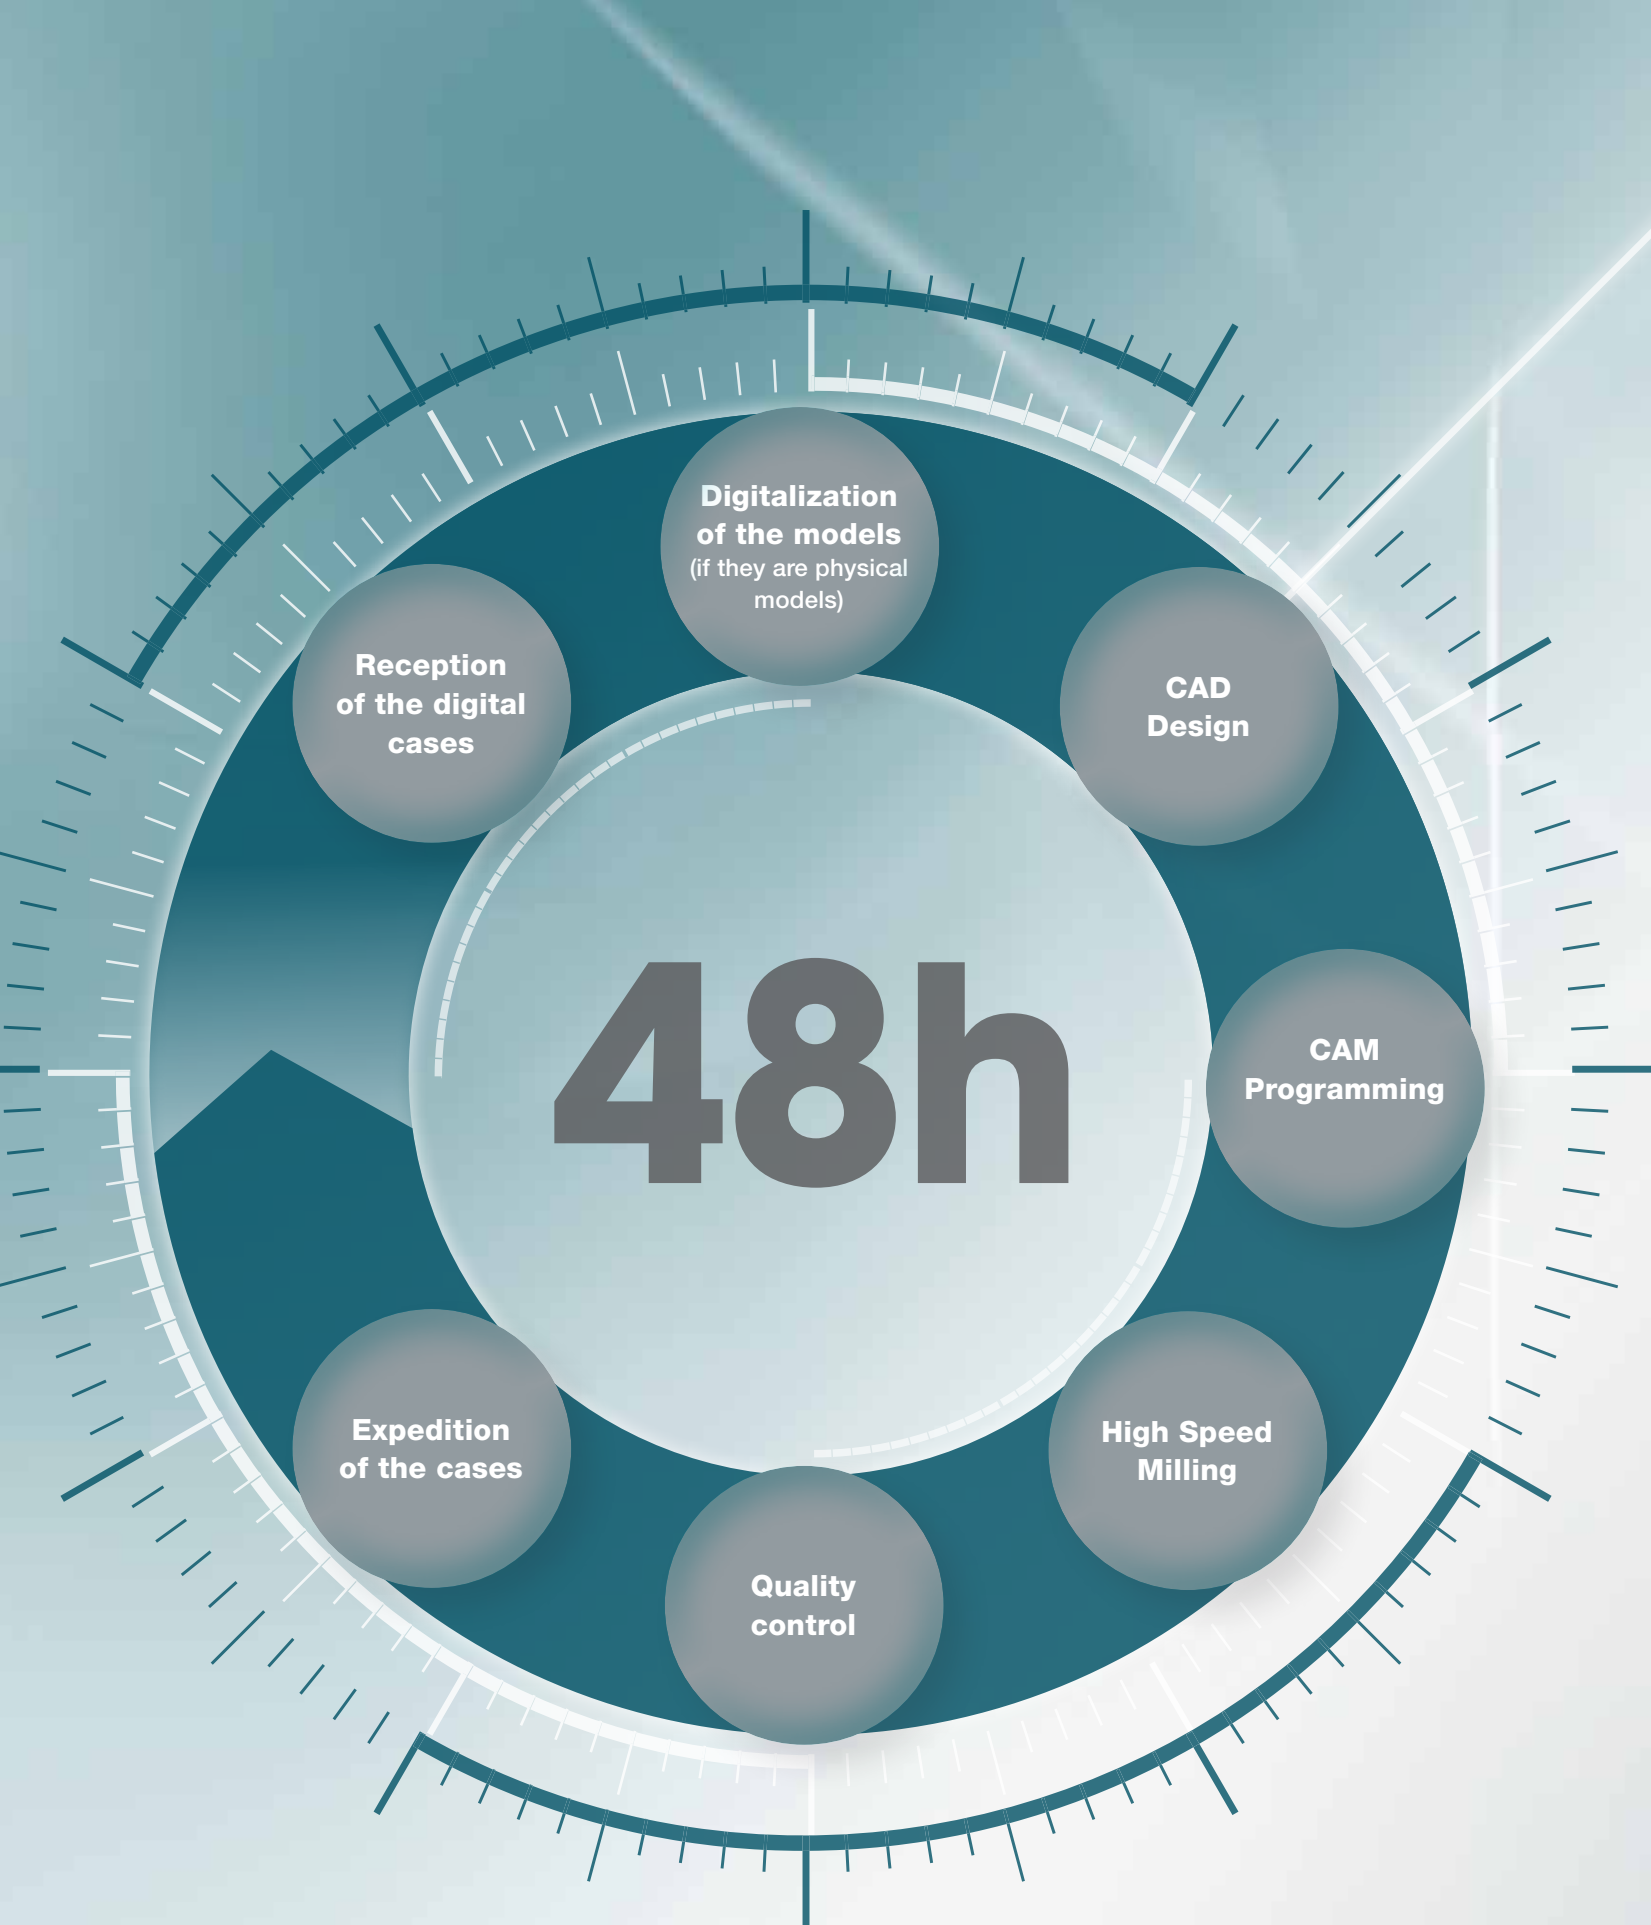 Digitalization
of the models
(if they are physical
models)
Reception
of the digital
cases
CAD
Design
48h
CAM
Programming
Expedition
of the cases
High Speed
Milling
Quality
control